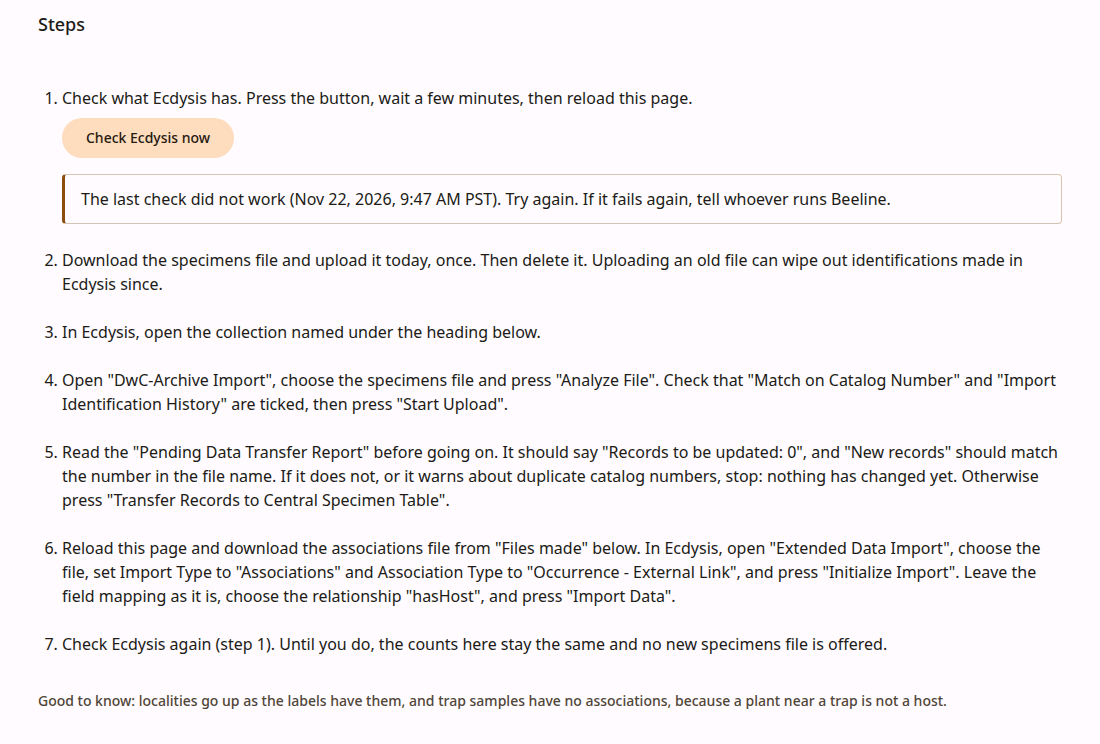 Steps
1. Check what Ecdysis has. Press the button, wait a few minutes, then reload this page.
Check Ecdysis now
The last check did not work (Nov 22, 2026, 9:47 AM PST). Try again. If it fails again, tell whoever runs Beeline.
2. Download the specimens file and upload it today, once. Then delete it. Uploading an old file can wipe out identifications made in
Ecdysis since.
3. In Ecdysis, open the collection named under the heading below.
4. Open "DwC-Archive Import", choose the specimens file and press "Analyze File". Check that "Match on Catalog Number" and "Import
Identification History" are ticked, then press "Start Upload".
5. Read the "Pending Data Transfer Report" before going on. It should say "Records to be updated: 0", and "New records" should match
the number in the file name. If it does not, or it warns about duplicate catalog numbers, stop: nothing has changed yet. Otherwise
press "Transfer Records to Central Specimen Table".
6. Reload this page and download the associations file from "Files made" below. In Ecdysis, open "Extended Data Import", choose the
file, set Import Type to "Associations" and Association Type to "Occurrence - External Link", and press "Initialize Import". Leave the
field mapping as it is, choose the relationship "hasHost", and press "Import Data".
7. Check Ecdysis again (step 1). Until you do, the counts here stay the same and no new specimens file is offered.
Good to know: localities go up as the labels have them, and trap samples have no associations, because a plant near a trap is not a host.